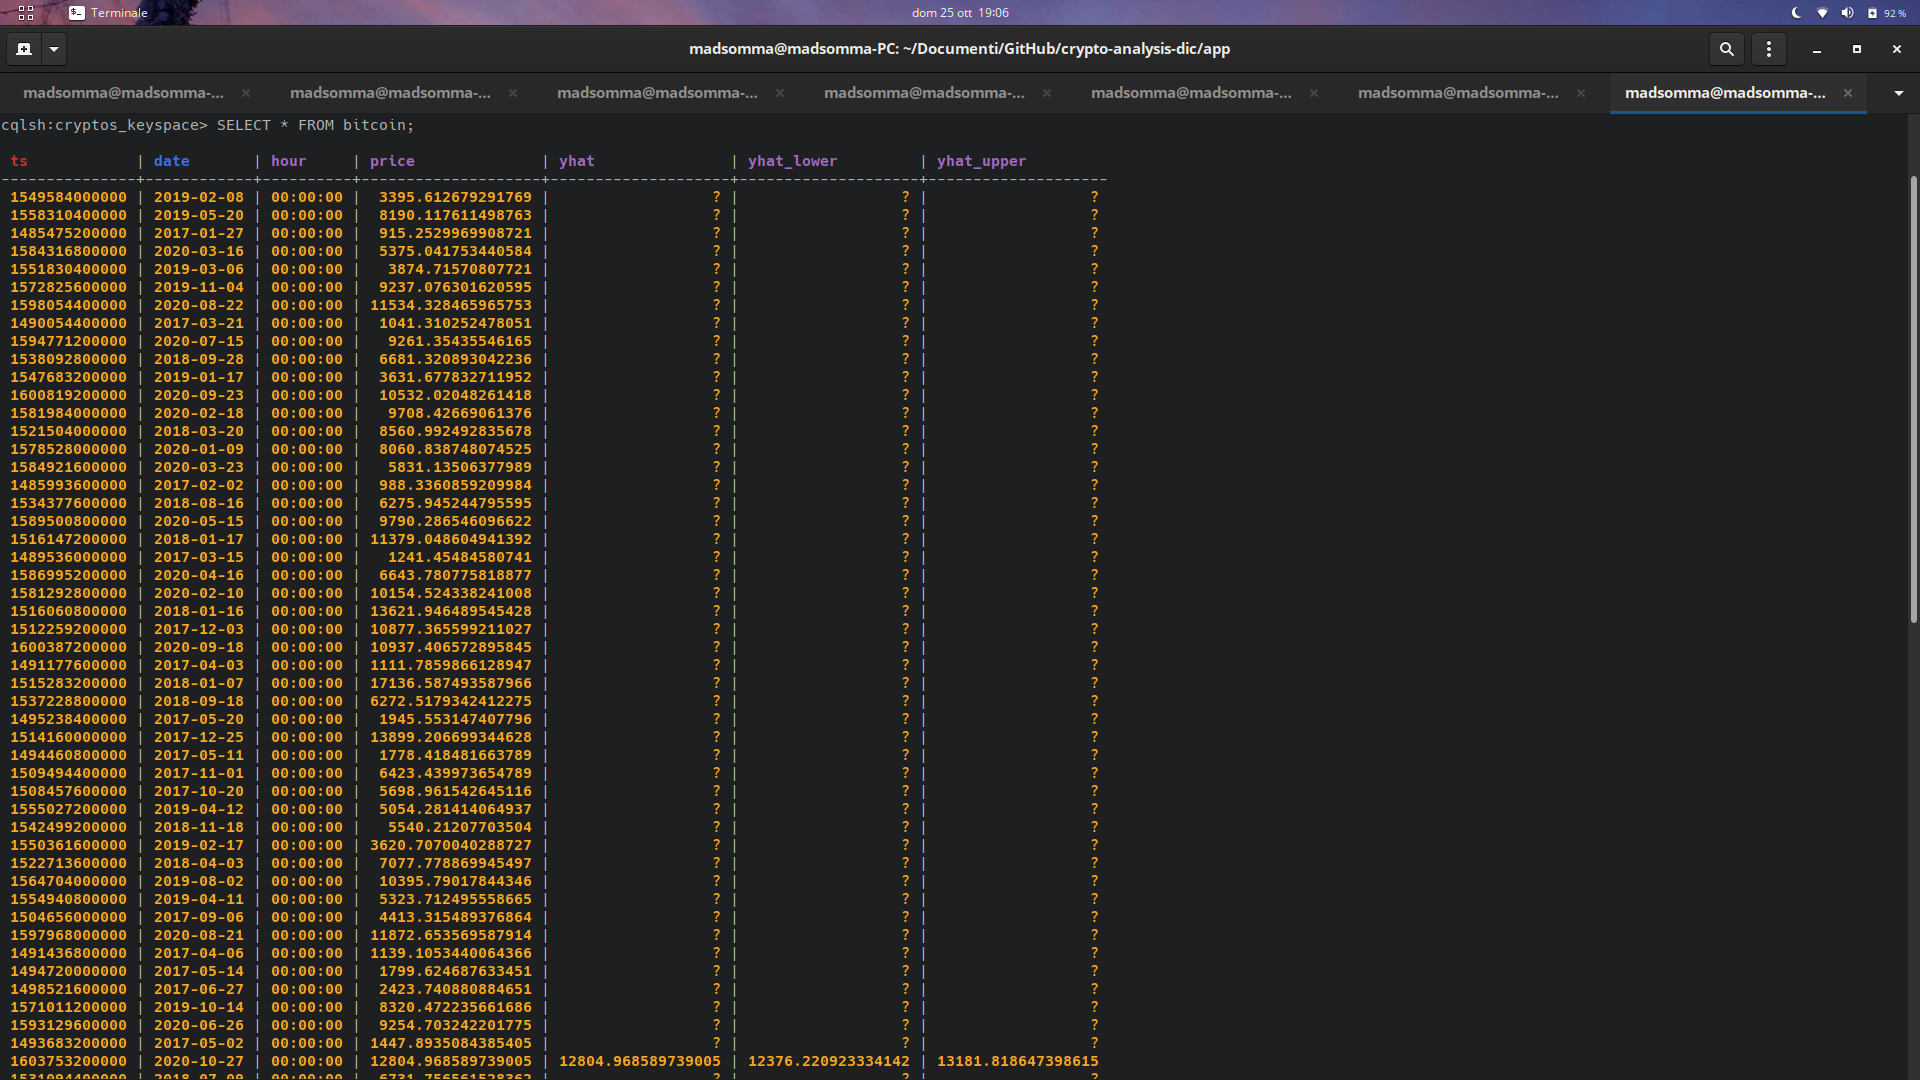 Terminale
dom 25 ott 19:06
92 %
madsomma@madsomma-PC: ~/Documenti/GitHub/crypto-analysis-dic/app
madsomma@madsomma-... madsomma@madsomma-... madsomma@madsomma-... madsomma@madsomma-... madsomma@madsomma-... madsomma@madsomma-... madsomma@madsomma-...
cqlsh:cryptos_keyspace> SELECT * FROM bitcoin;
ts | date | hour | price | yhat | yhat_lower | yhat_upper
---------------+------------+----------+--------------------+--------------------+--------------------+--------------------
1549584000000 | 2019-02-08 | 00:00:00 | 3395.612679291769 | ? | ? | ?
1558310400000 | 2019-05-20 | 00:00:00 | 8190.117611498763 | ? | ? | ?
1485475200000 | 2017-01-27 | 00:00:00 | 915.2529969908721 | ? | ? | ?
1584316800000 | 2020-03-16 | 00:00:00 | 5375.041753440584 | ? | ? | ?
1551830400000 | 2019-03-06 | 00:00:00 | 3874.71570807721 | ? | ? | ?
1572825600000 | 2019-11-04 | 00:00:00 | 9237.076301620595 | ? | ? | ?
1598054400000 | 2020-08-22 | 00:00:00 | 11534.328465965753 | ? | ? | ?
1490054400000 | 2017-03-21 | 00:00:00 | 1041.310252478051 | ? | ? | ?
1594771200000 | 2020-07-15 | 00:00:00 | 9261.35435546165 | ? | ? | ?
1538092800000 | 2018-09-28 | 00:00:00 | 6681.320893042236 | ? | ? | ?
1547683200000 | 2019-01-17 | 00:00:00 | 3631.677832711952 | ? | ? | ?
1600819200000 | 2020-09-23 | 00:00:00 | 10532.02048261418 | ? | ? | ?
1581984000000 | 2020-02-18 | 00:00:00 | 9708.42669061376 | ? | ? | ?
1521504000000 | 2018-03-20 | 00:00:00 | 8560.992492835678 | ? | ? | ?
1578528000000 | 2020-01-09 | 00:00:00 | 8060.838748074525 | ? | ? | ?
1584921600000 | 2020-03-23 | 00:00:00 | 5831.13506377989 | ? | ? | ?
1485993600000 | 2017-02-02 | 00:00:00 | 988.3360859209984 | ? | ? | ?
1534377600000 | 2018-08-16 | 00:00:00 | 6275.945244795595 | ? | ? | ?
1589500800000 | 2020-05-15 | 00:00:00 | 9790.286546096622 | ? | ? | ?
1516147200000 | 2018-01-17 | 00:00:00 | 11379.048604941392 | ? | ? | ?
1489536000000 | 2017-03-15 | 00:00:00 | 1241.45484580741 | ? | ? | ?
1586995200000 | 2020-04-16 | 00:00:00 | 6643.780775818877 | ? | ? | ?
1581292800000 | 2020-02-10 | 00:00:00 | 10154.524338241008 | ? | ? | ?
1516060800000 | 2018-01-16 | 00:00:00 | 13621.946489545428 | ? | ? | ?
1512259200000 | 2017-12-03 | 00:00:00 | 10877.365599211027 | ? | ? | ?
1600387200000 | 2020-09-18 | 00:00:00 | 10937.406572895845 | ? | ? | ?
1491177600000 | 2017-04-03 | 00:00:00 | 1111.7859866128947 | ? | ? | ?
1515283200000 | 2018-01-07 | 00:00:00 | 17136.587493587966 | ? | ? | ?
1537228800000 | 2018-09-18 | 00:00:00 | 6272.5179342412275 | ? | ? | ?
1495238400000 | 2017-05-20 | 00:00:00 | 1945.553147407796 | ? | ? | ?
1514160000000 | 2017-12-25 | 00:00:00 | 13899.206699344628 | ? | ? | ?
1494460800000 | 2017-05-11 | 00:00:00 | 1778.418481663789 | ? | ? | ?
1509494400000 | 2017-11-01 | 00:00:00 | 6423.439973654789 | ? | ? | ?
1508457600000 | 2017-10-20 | 00:00:00 | 5698.961542645116 | ? | ? | ?
1555027200000 | 2019-04-12 | 00:00:00 | 5054.281414064937 | ? | ? | ?
1542499200000 | 2018-11-18 | 00:00:00 | 5540.21207703504 | ? | ? | ?
1550361600000 | 2019-02-17 | 00:00:00 | 3620.7070040288727 | ? | ? | ?
1522713600000 | 2018-04-03 | 00:00:00 | 7077.778869945497 | ? | ? | ?
1564704000000 | 2019-08-02 | 00:00:00 | 10395.79017844346 | ? | ? | ?
1554940800000 | 2019-04-11 | 00:00:00 | 5323.712495558665 | ? | ? | ?
1504656000000 | 2017-09-06 | 00:00:00 | 4413.315489376864 | ? | ? | ?
1597968000000 | 2020-08-21 | 00:00:00 | 11872.653569587914 | ? | ? | ?
1491436800000 | 2017-04-06 | 00:00:00 | 1139.1053440064366 | ? | ? | ?
1494720000000 | 2017-05-14 | 00:00:00 | 1799.624687633451 | ? | ? | ?
1498521600000 | 2017-06-27 | 00:00:00 | 2423.740880884651 | ? | ? | ?
1571011200000 | 2019-10-14 | 00:00:00 | 8320.472235661686 | ? | ? | ?
1593129600000 | 2020-06-26 | 00:00:00 | 9254.703242201775 | ? | ? | ?
1493683200000 | 2017-05-02 | 00:00:00 | 1447.8935084385405 | ? | ? | ?
1603753200000 | 2020-10-27 | 00:00:00 | 12804.968589739005 | 12804.968589739005 | 12376.220923334142 | 13181.818647398615
1531094400000 | 2018-07-09 | 00:00:00 | 6731.756561528362 | ? | ? | ?